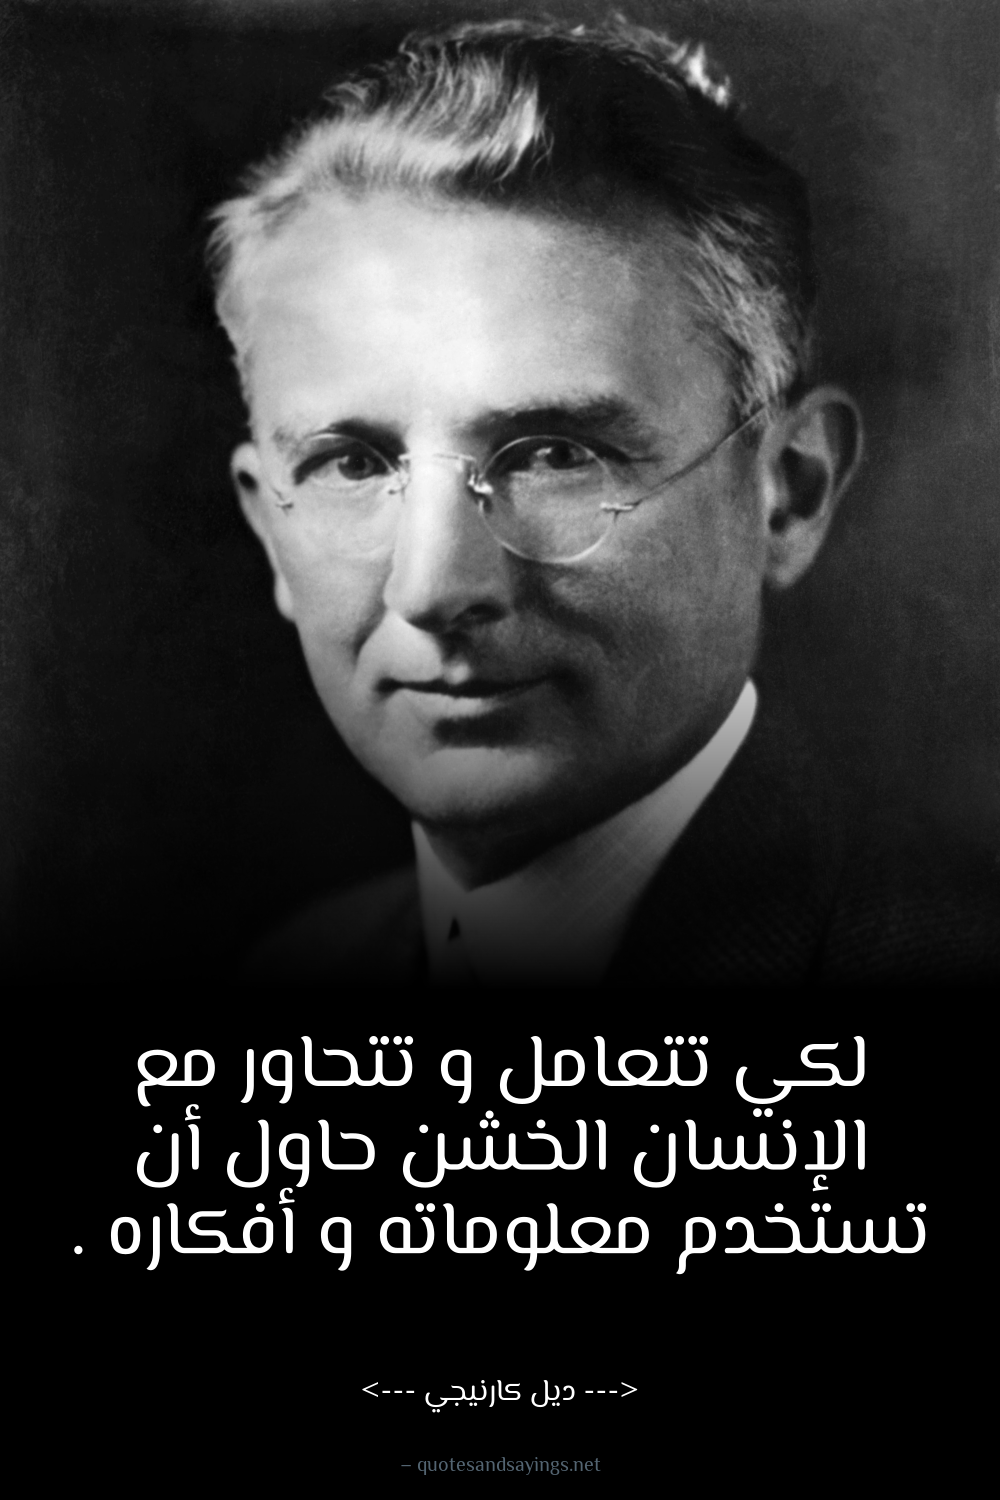 لكي تتعامل و تتحاور مع
الإنسان الخشن حاول أن
تستخدم معلوماته و أفكاره .
<--- ديل كارنيجي --->
– quotesandsayings.net